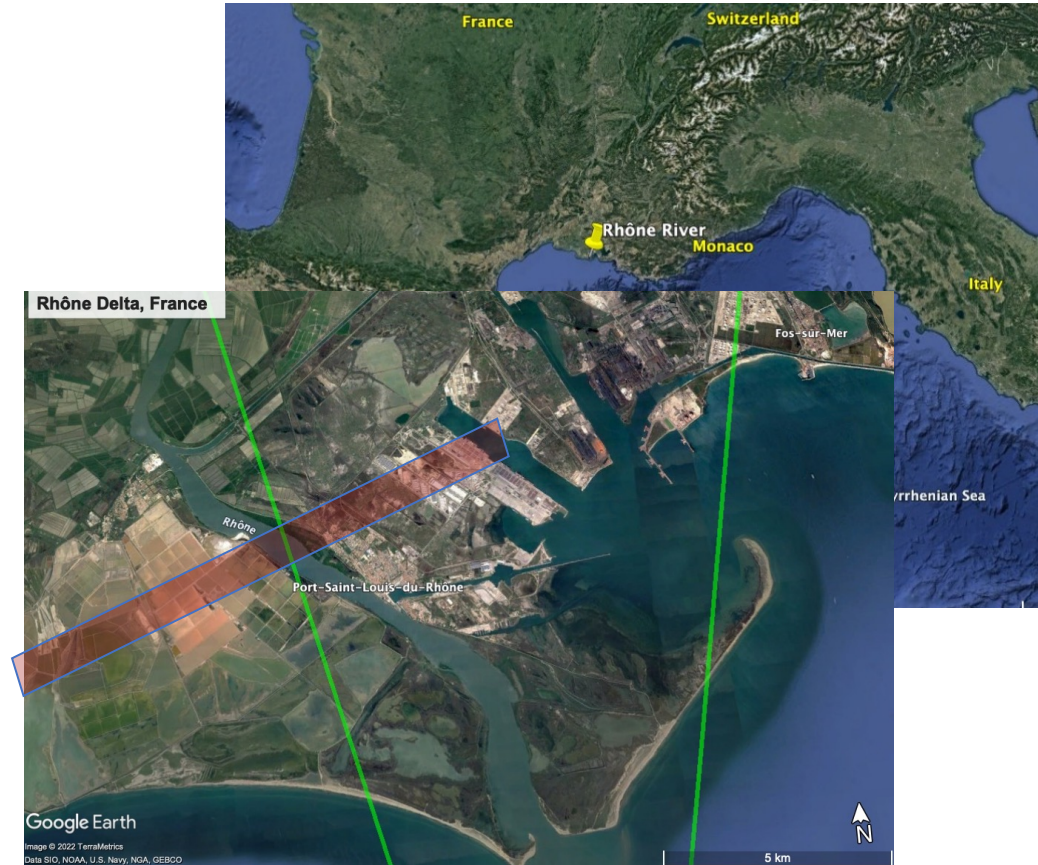 France
Switzerland
Rhône River
Monaco
Italy
Rhône Delta, France
Fos-sur-Mer
yrrhenian Sea
Rhône
Port-Saint-Louis-du-Rhône
Google Earth
Image © 2022 TerraMetrics
Data SIO, NOAA, U.S. Navy, NGA, GEBCO
N
5 km